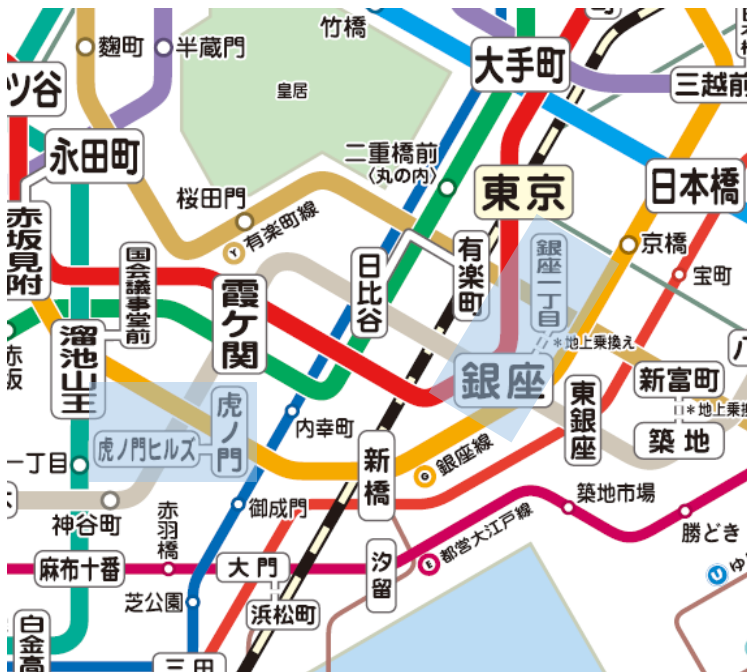 竹橋
麴町
半蔵門
皇居
大手町
三越前
ツ谷
永田町
二重橋前
〈丸の内〉
桜田門
東京
日本橋
赤坂見附
Y
有楽町線
国会議事堂前
日比谷
有楽町
銀座一丁目
京橋
宝町
霞ケ関
溜池山王
赤坂
*地上乗換え
銀座
新富町
*地上乗換
東銀座
築地
虎ノ門ヒルズ
虎ノ門
内幸町
新橋
G
銀座線
一丁目
神谷町
赤羽橋
御成門
築地市場
勝どき
麻布十番
大門
汐留
E
都営大江戸線
U
ゆ
芝公園
浜松町
白金高
三田